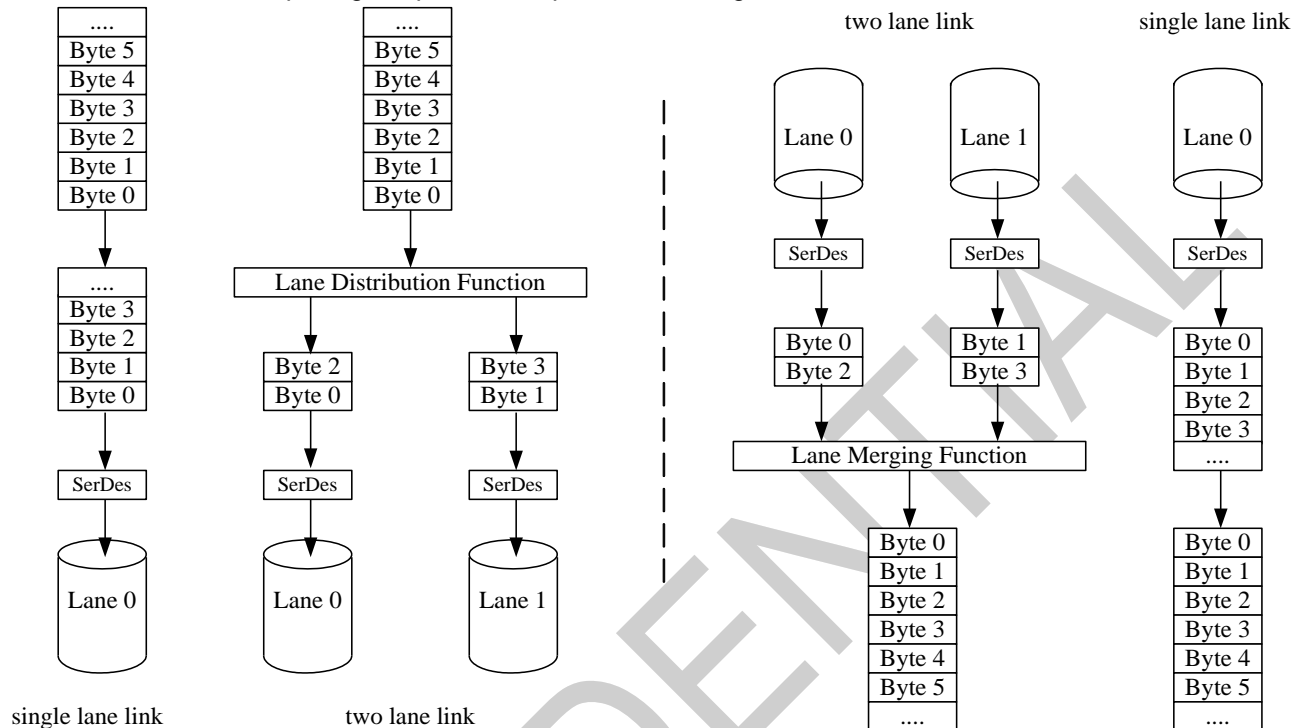 ....
Byte 5
Byte 4
Byte 3
Byte 2
Byte 1
Byte 0
....
Byte 3
Byte 2
Byte 1
Byte 0
SerDes
Lane 0
single lane link
....
Byte 5
Byte 4
Byte 3
Byte 2
Byte 1
Byte 0
Lane Distribution Function
Byte 2
Byte 0
Byte 3
Byte 1
SerDes
SerDes
Lane 0
Lane 1
two lane link
two lane link
Lane 0
Lane 1
SerDes
SerDes
Byte 0
Byte 2
Byte 1
Byte 3
Lane Merging Function
Byte 0
Byte 1
Byte 2
Byte 3
Byte 4
Byte 5
....
single lane link
Lane 0
SerDes
Byte 0
Byte 1
Byte 2
Byte 3
....
Byte 0
Byte 1
Byte 2
Byte 3
Byte 4
Byte 5
....
DENTIAL